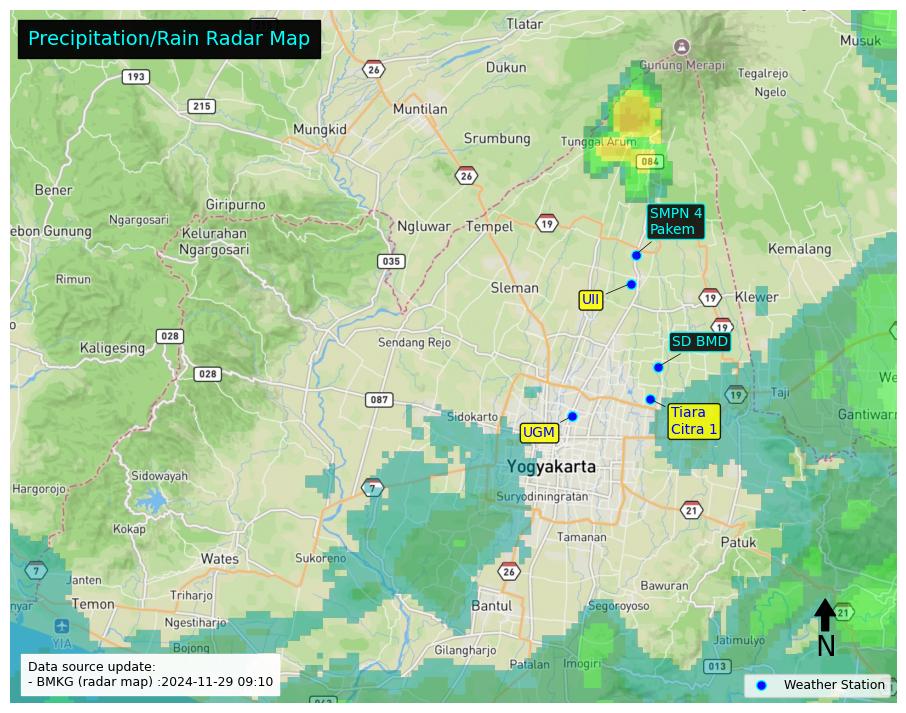 Precipitation/Rain Radar Map
Tlatar
Musuk
26
Dukun
Gunung Merapi
Tegalrejo
193
Ngelo
215
Muntilan
Mungkid
Srumbung
Tunggal Arum
084
26
Bener
Giripurno
SMPN 4
Pakem
Ngargosari
ebon Gunung
Kelurahan
Ngargosari
Ngluwar
Tempel
19
Kemalang
035
Rimun
Sleman
UII
19
Klewer
19
028
Kaligesing
Sendang Rejo
SD BMD
028
087
19
Taji
We
Sidokarto
Tiara
Citra 1
Gantiwar
UGM
Yogyakarta
Sidowayah
Hargorojo
7
Suryodiningratan
21
Kokap
Tamanan
Patuk
Wates
Sukoreno
7
Janten
26
Bawuran
nyar
Temon
Triharjo
Bantul
Segoroyoso
21
Ngestiharjo
YIA
Bojong
Gilangharjo
Jatimulyo
N
Patalan
Imogiri
013
Data source update:
- BMKG (radar map) :2024-11-29 09:10
Weather Station